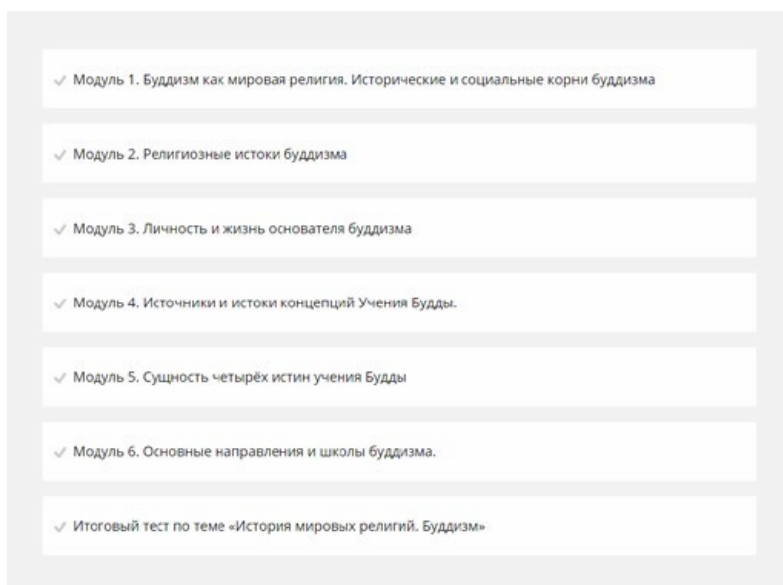 Модуль 1. Буддизм как мировая религия. Исторические и социальные корни буддизма
Модуль 2. Религиозные истоки буддизма
Модуль 3. Личность и жизнь основателя буддизма
Модуль 4. Источники и истоки концепций Учения Будды.
Модуль 5. Сущность четырёх истин учения Будды
Модуль 6. Основные направления и школы буддизма.
Итоговый тест по теме «История мировых религий. Буддизм»